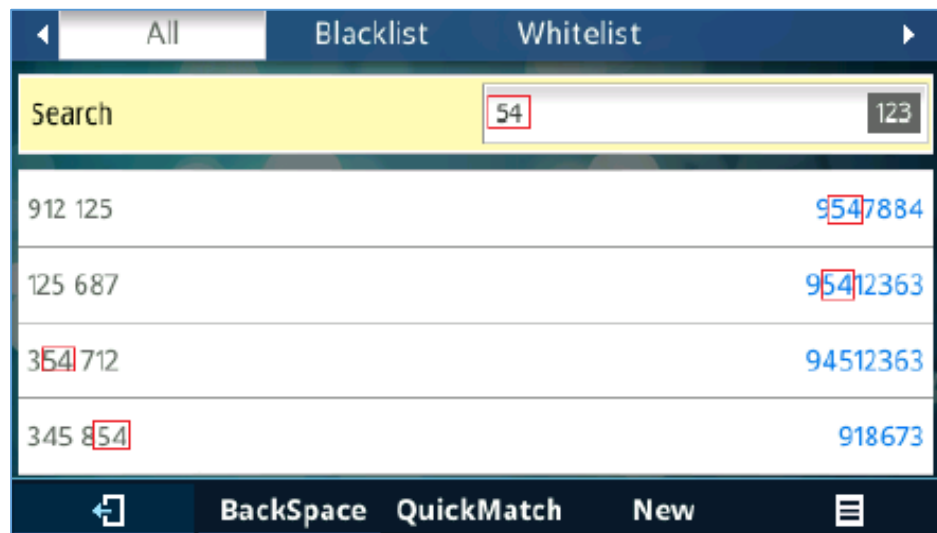 All Blacklist Whitelist
Search 54 123
912 125 9547884
125 687 95412363
354 712 94512363
345 854 918673
BackSpace QuickMatch New